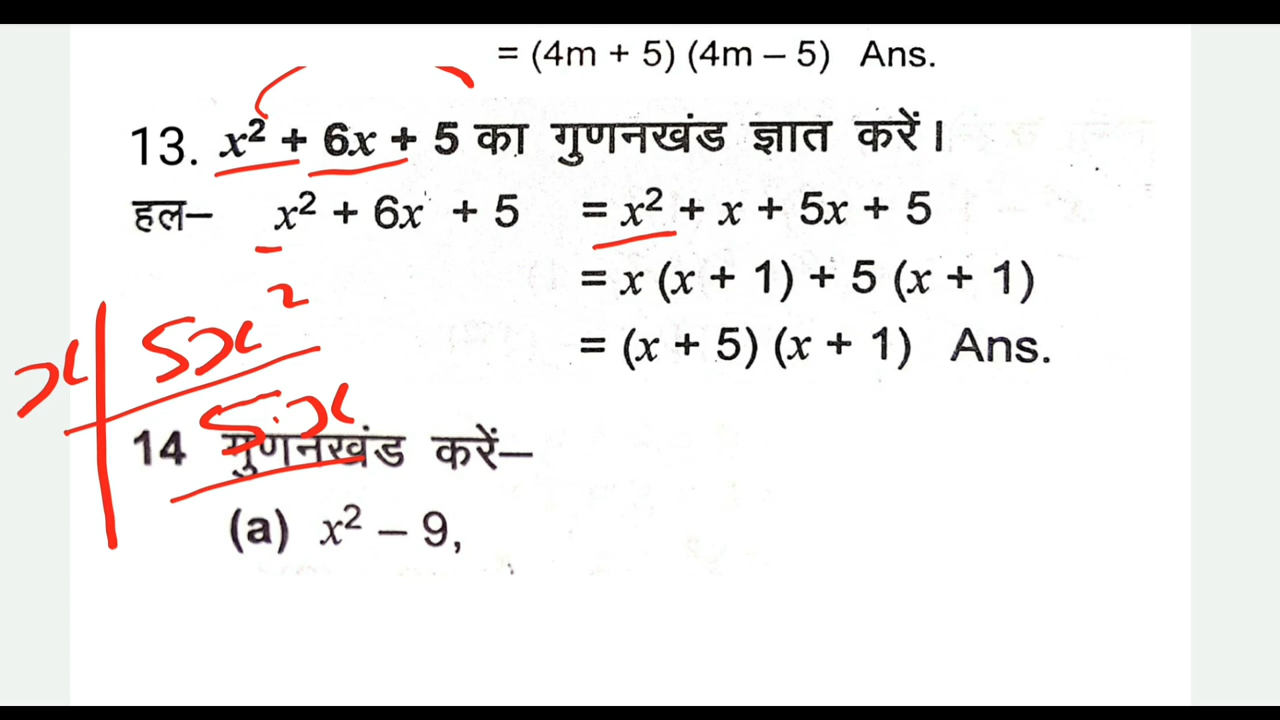 = (4m + 5) (4m – 5) Ans.
13. x² + 6x + 5 का गुणनखंड ज्ञात करें।
हल– x² + 6x + 5 = x² + x + 5x + 5
= x (x + 1) + 5 (x + 1)
= (x + 5) (x + 1) Ans.
x 5x²
5x
14 गुणनखंड करें–
(a) x² – 9,